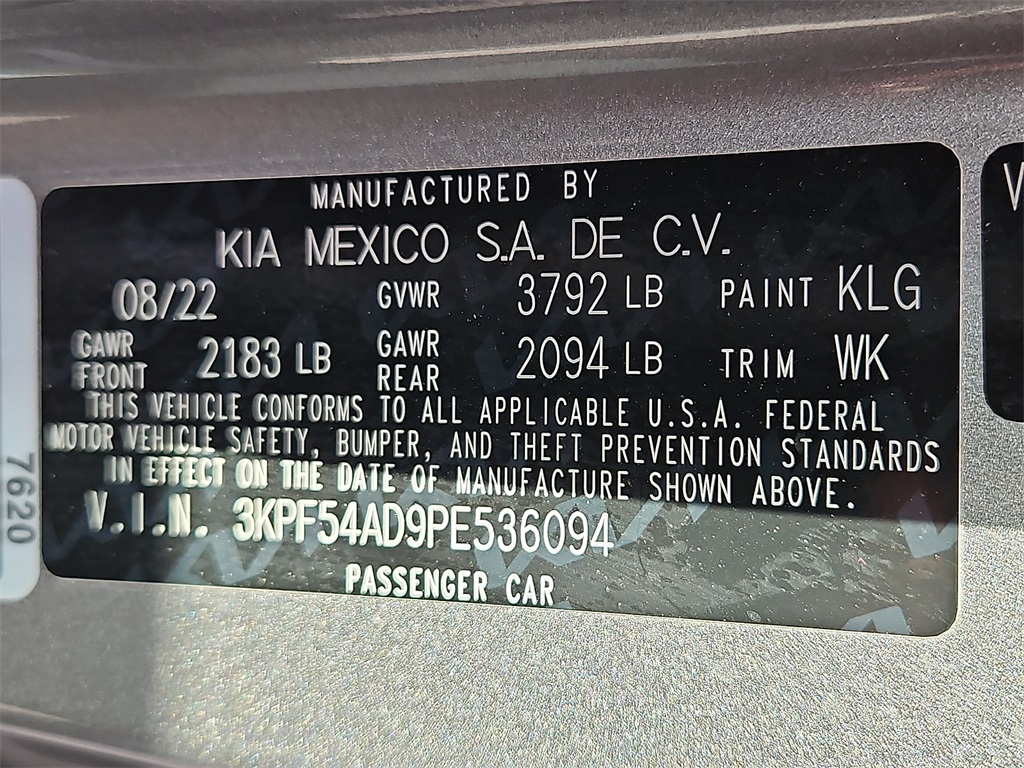 MANUFACTURED BY
KIA MEXICO S.A. DE C.V.
08/22 GVWR 3792 LB PAINT KLG
GAWR FRONT 2183 LB GAWR REAR 2094 LB TRIM WK
THIS VEHICLE CONFORMS TO ALL APPLICABLE U.S.A. FEDERAL
MOTOR VEHICLE SAFETY, BUMPER, AND THEFT PREVENTION STANDARDS
IN EFFECT ON THE DATE OF MANUFACTURE SHOWN ABOVE.
V.I.N. 3KPF54AD9PE536094
PASSENGER CAR
7620
V